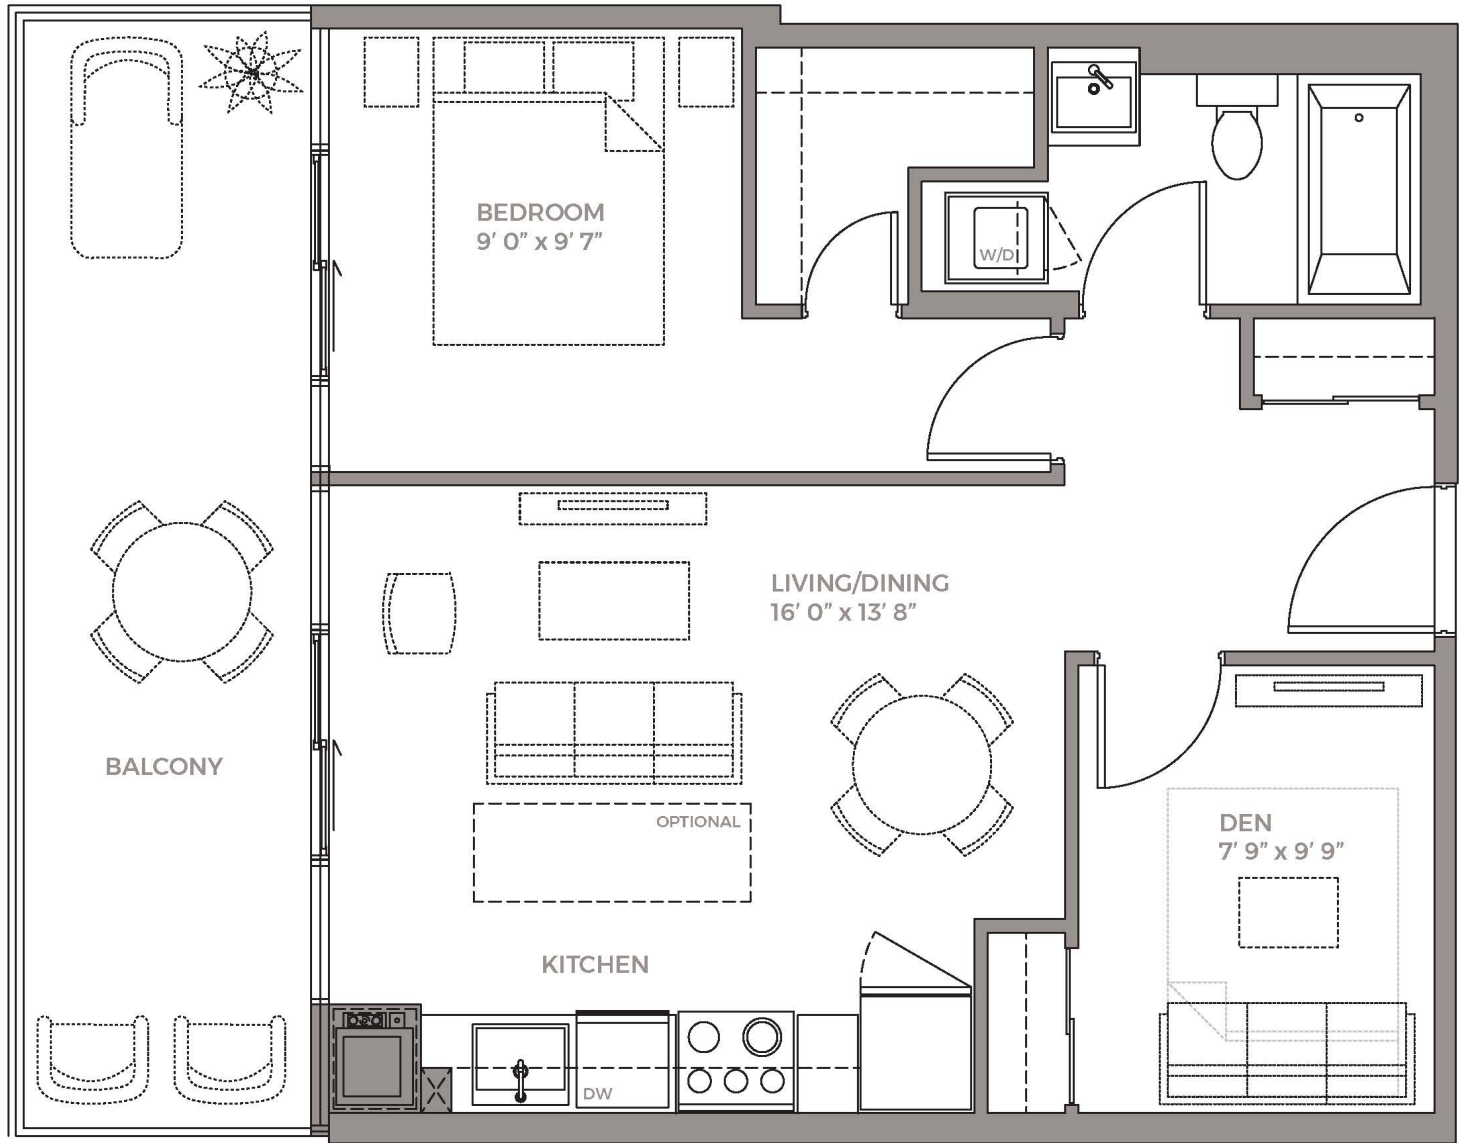 BEDROOM
9’ 0” x 9’ 7”
W/D
LIVING/DINING
16’ 0” x 13’ 8”
BALCONY
OPTIONAL
DEN
7’ 9” x 9’ 9”
KITCHEN
DW